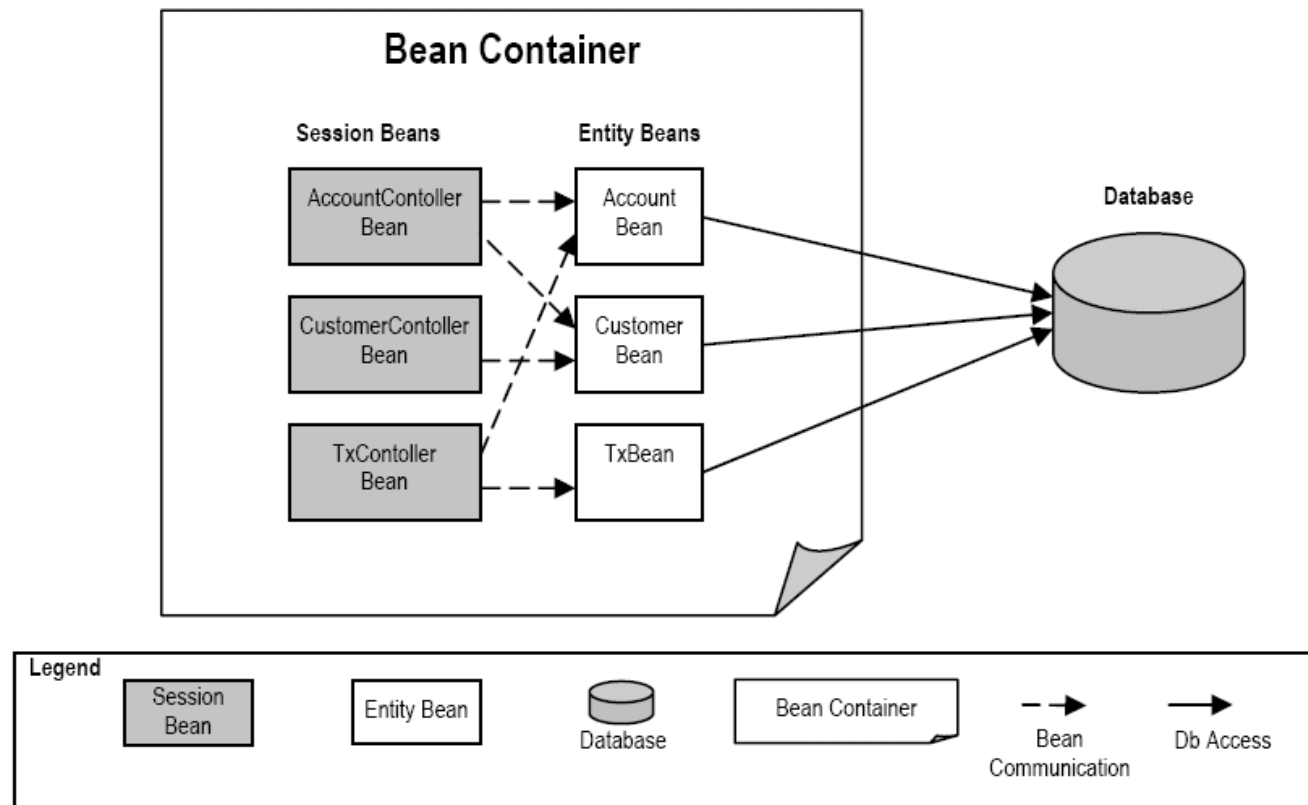 Bean Container
Session Beans
Entity Beans
AccountContoller
Bean
Account
Bean
Database
CustomerContoller
Bean
Customer
Bean
TxContoller
Bean
TxBean
Legend
Session
Bean
Entity Bean
Database
Bean Container
Bean
Communication
Db Access